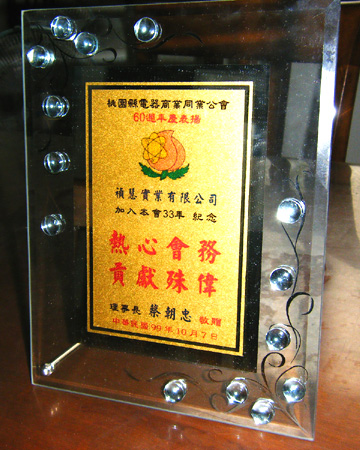 桃園縣電器商業同業公會
60週年慶表揚
禎慧實業有限公司
加入本會33年 紀念
熱心會務
貢獻殊偉
理事長 蔡朝忠 敬贈
中華民國99年10月7日